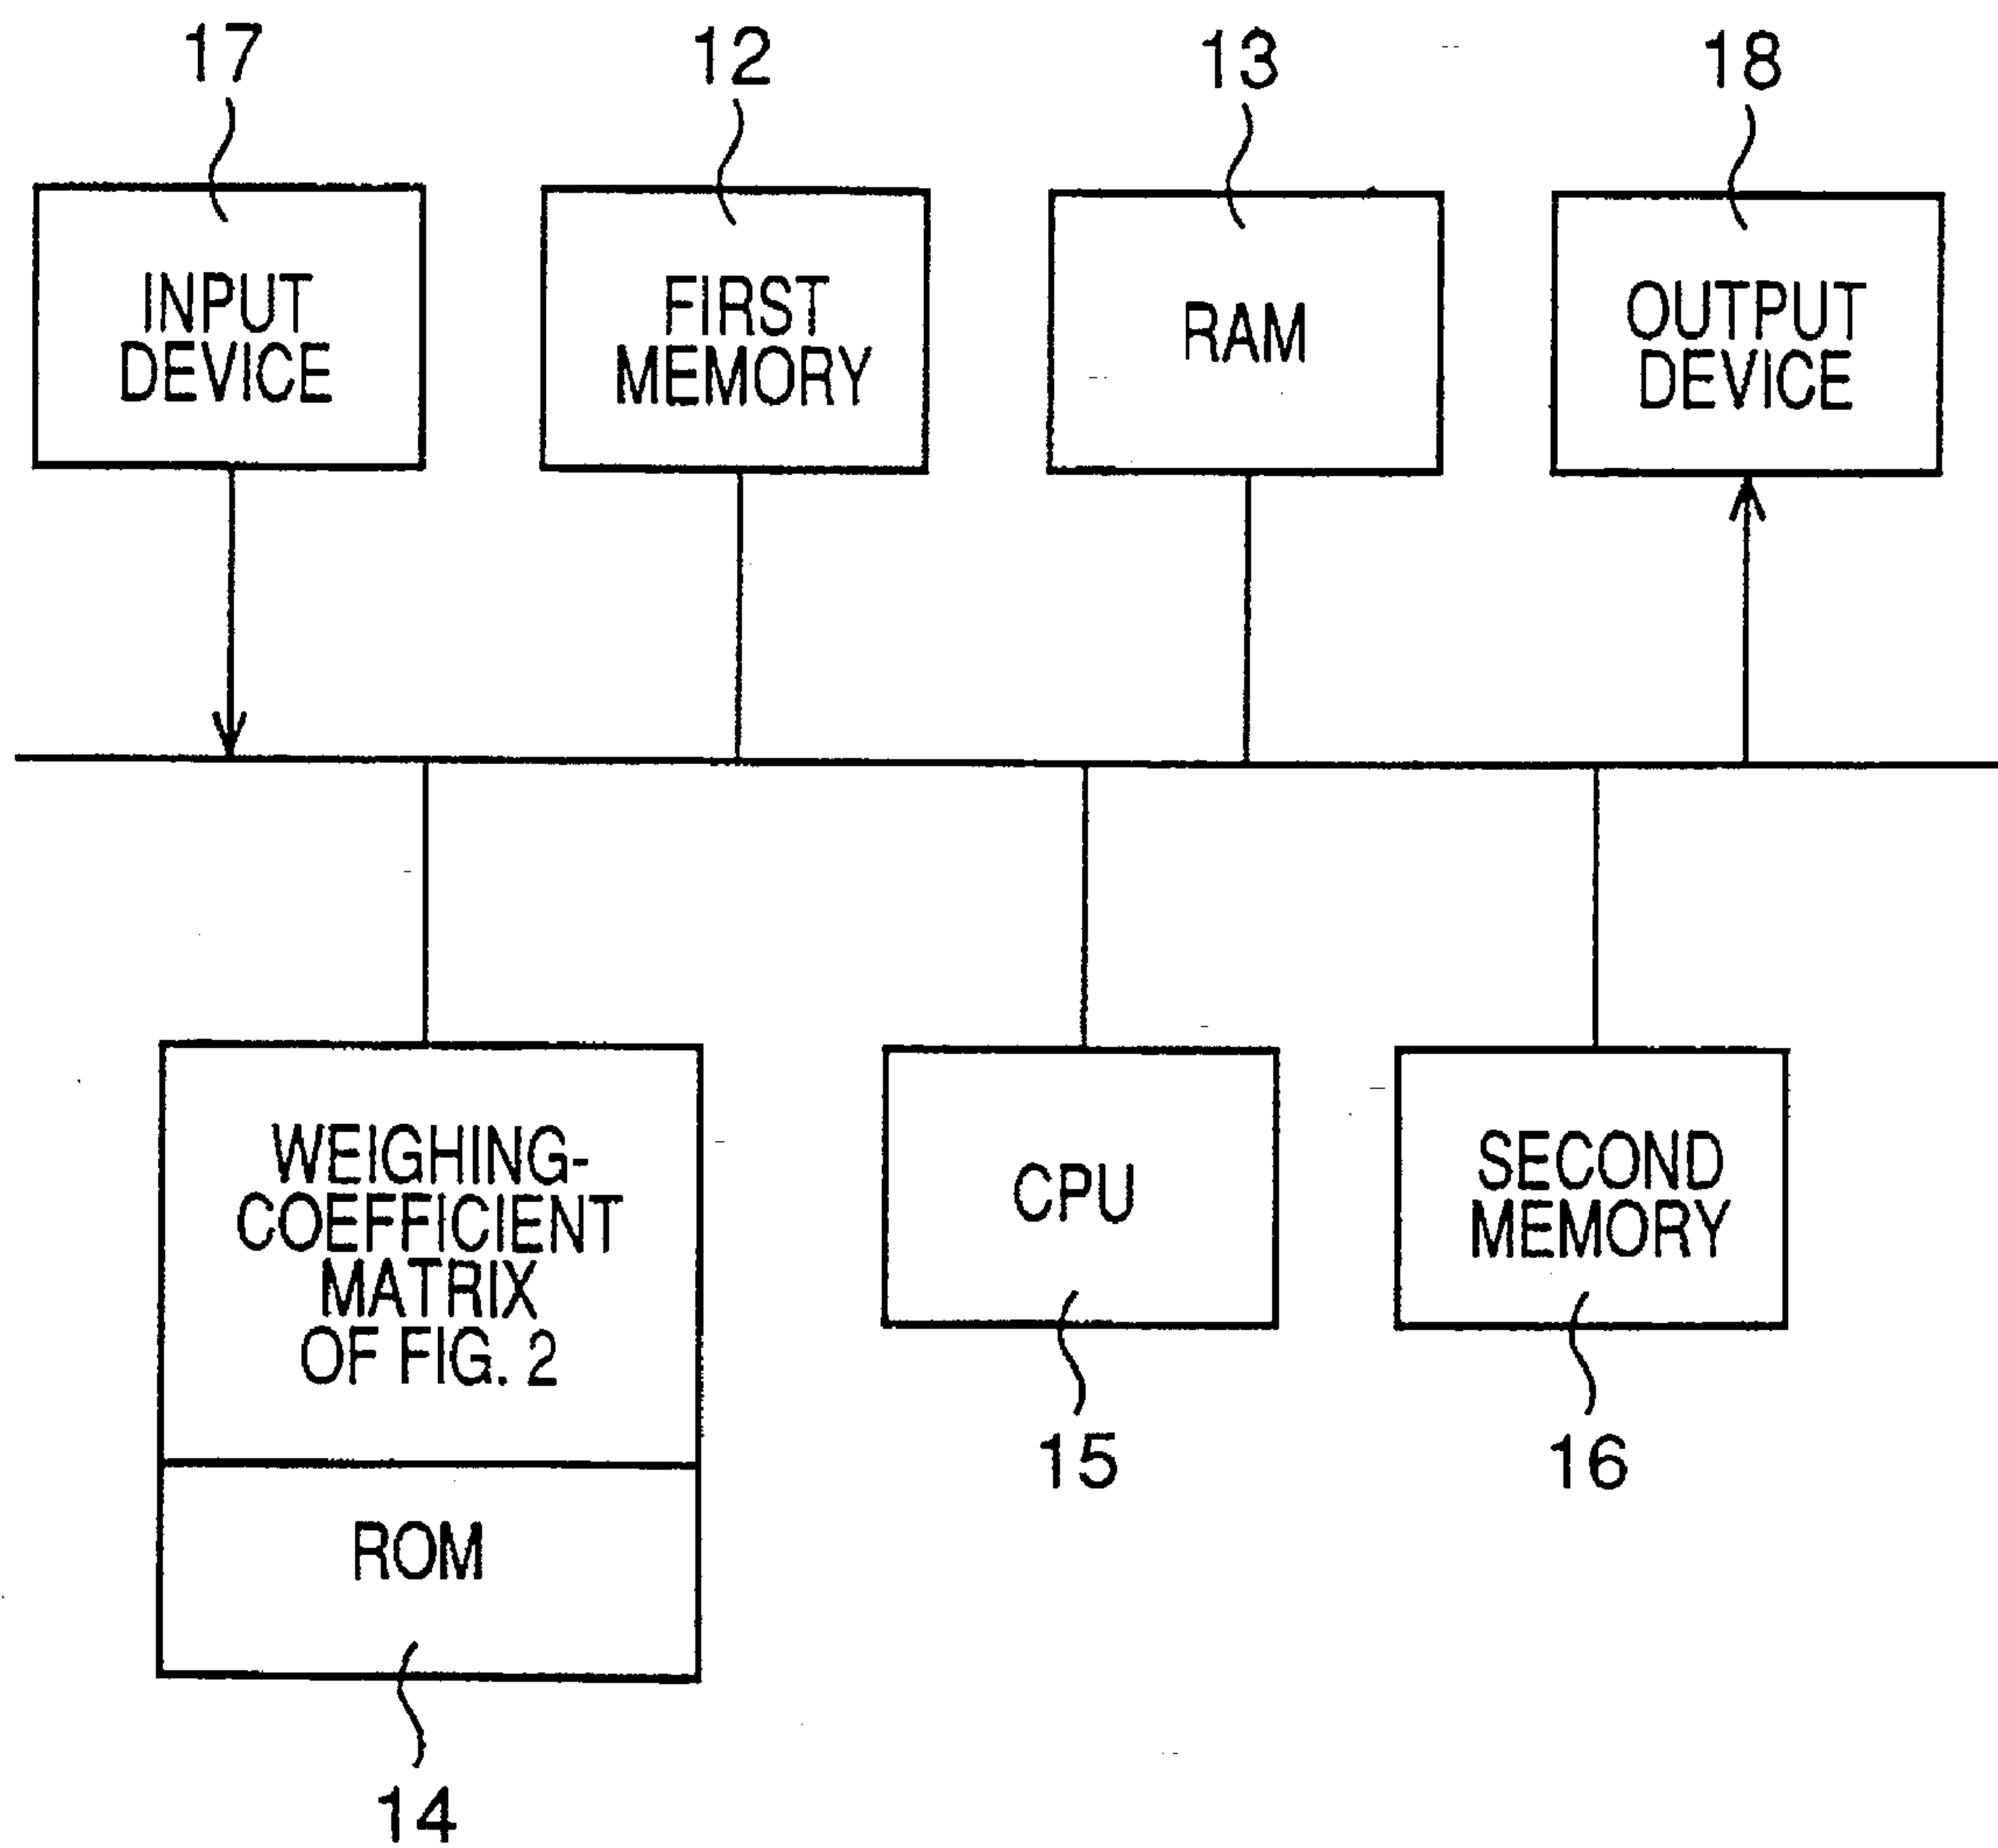 17
12
13
18
INPUT
DEVICE
FIRST
MEMORY
RAM
OUTPUT
DEVICE
WEIGHING-
COEFFICIENT
MATRIX
OF FIG. 2
ROM
CPU
SECOND
MEMORY
15
16
14